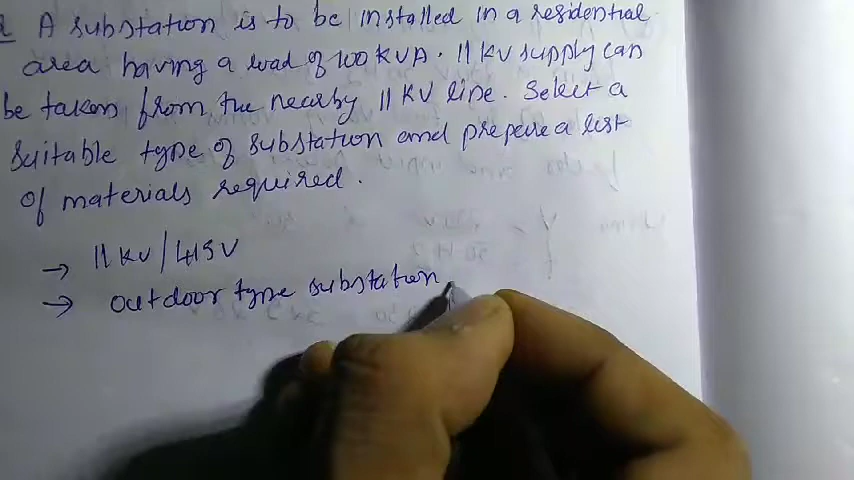 A substation is to be installed in a residential
area having a load of 100 KVA. 11 KV supply can
be taken from the nearby 11 KV line. Select a
suitable type of substation and prepare a list
of materials required.
→ 11 KV / 415 V
→ outdoor type substation